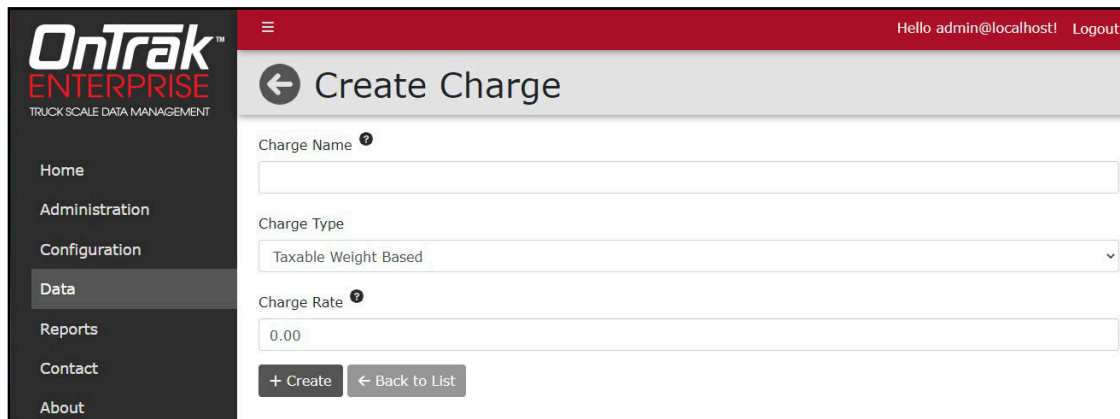 OnTrak™
ENTERPRISE
TRUCK SCALE DATA MANAGEMENT
Home
Administration
Configuration
Data
Reports
Contact
About
Hello admin@localhost! Logout
Create Charge
Charge Name ?
Charge Type
Taxable Weight Based
Charge Rate ?
0.00
+ Create ← Back to List